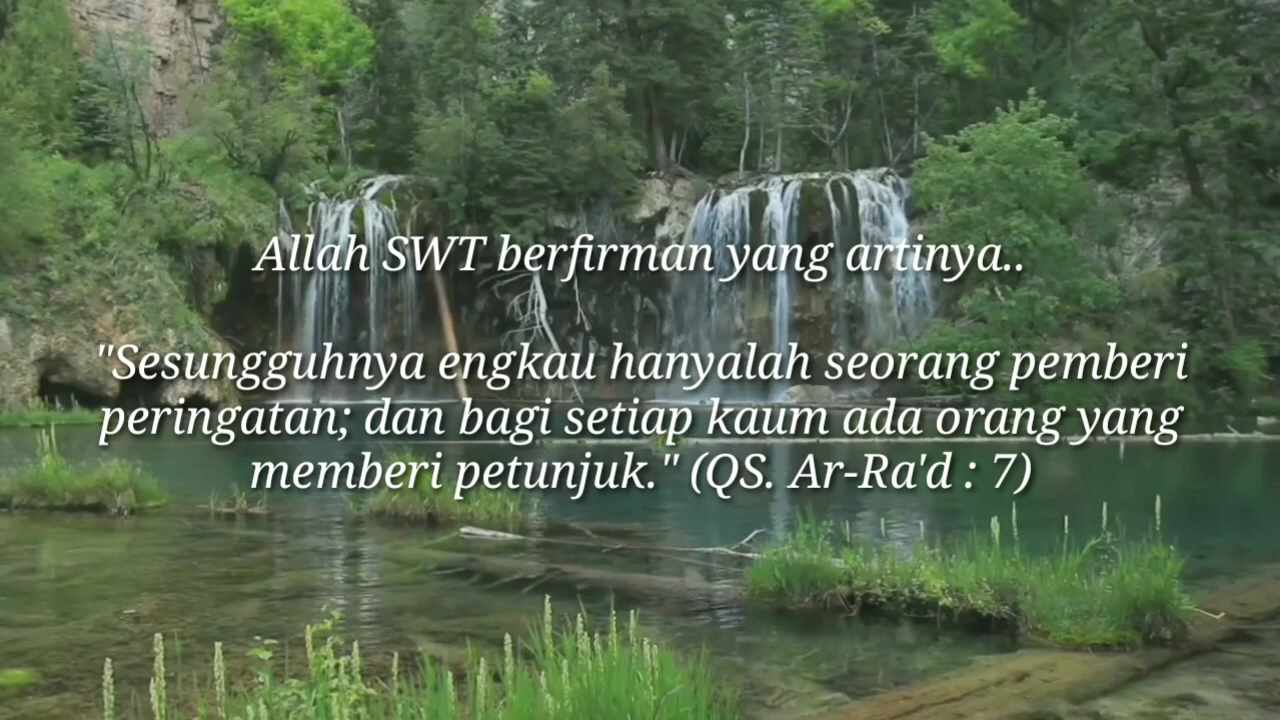 Allah SWT berfirman yang artinya..
"Sesungguhnya engkau hanyalah seorang pemberi
peringatan; dan bagi setiap kaum ada orang yang
memberi petunjuk." (QS. Ar-Ra'd : 7)